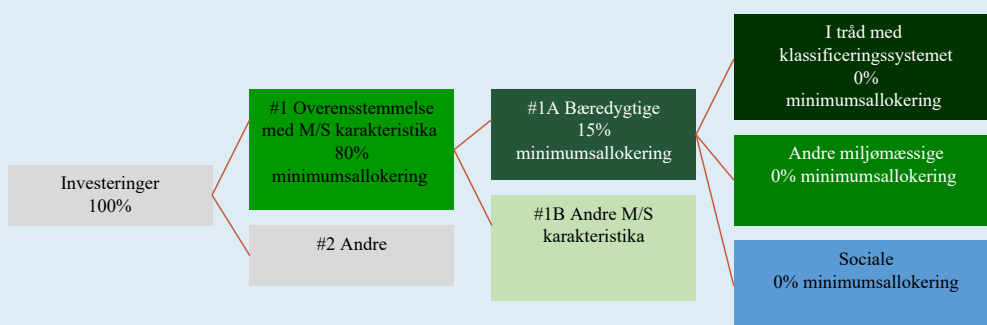 Investeringer
100%
#1 Overensstemmelse
med M/S karakteristika
80%
minimumsallokering
#2 Andre
#1A Bæredygtige
15%
minimumsallokering
#1B Andre M/S
karakteristika
I tråd med
klassificeringssystemet
0%
minimumsallokering
Andre miljømæssige
0% minimumsallokering
Sociale
0% minimumsallokering